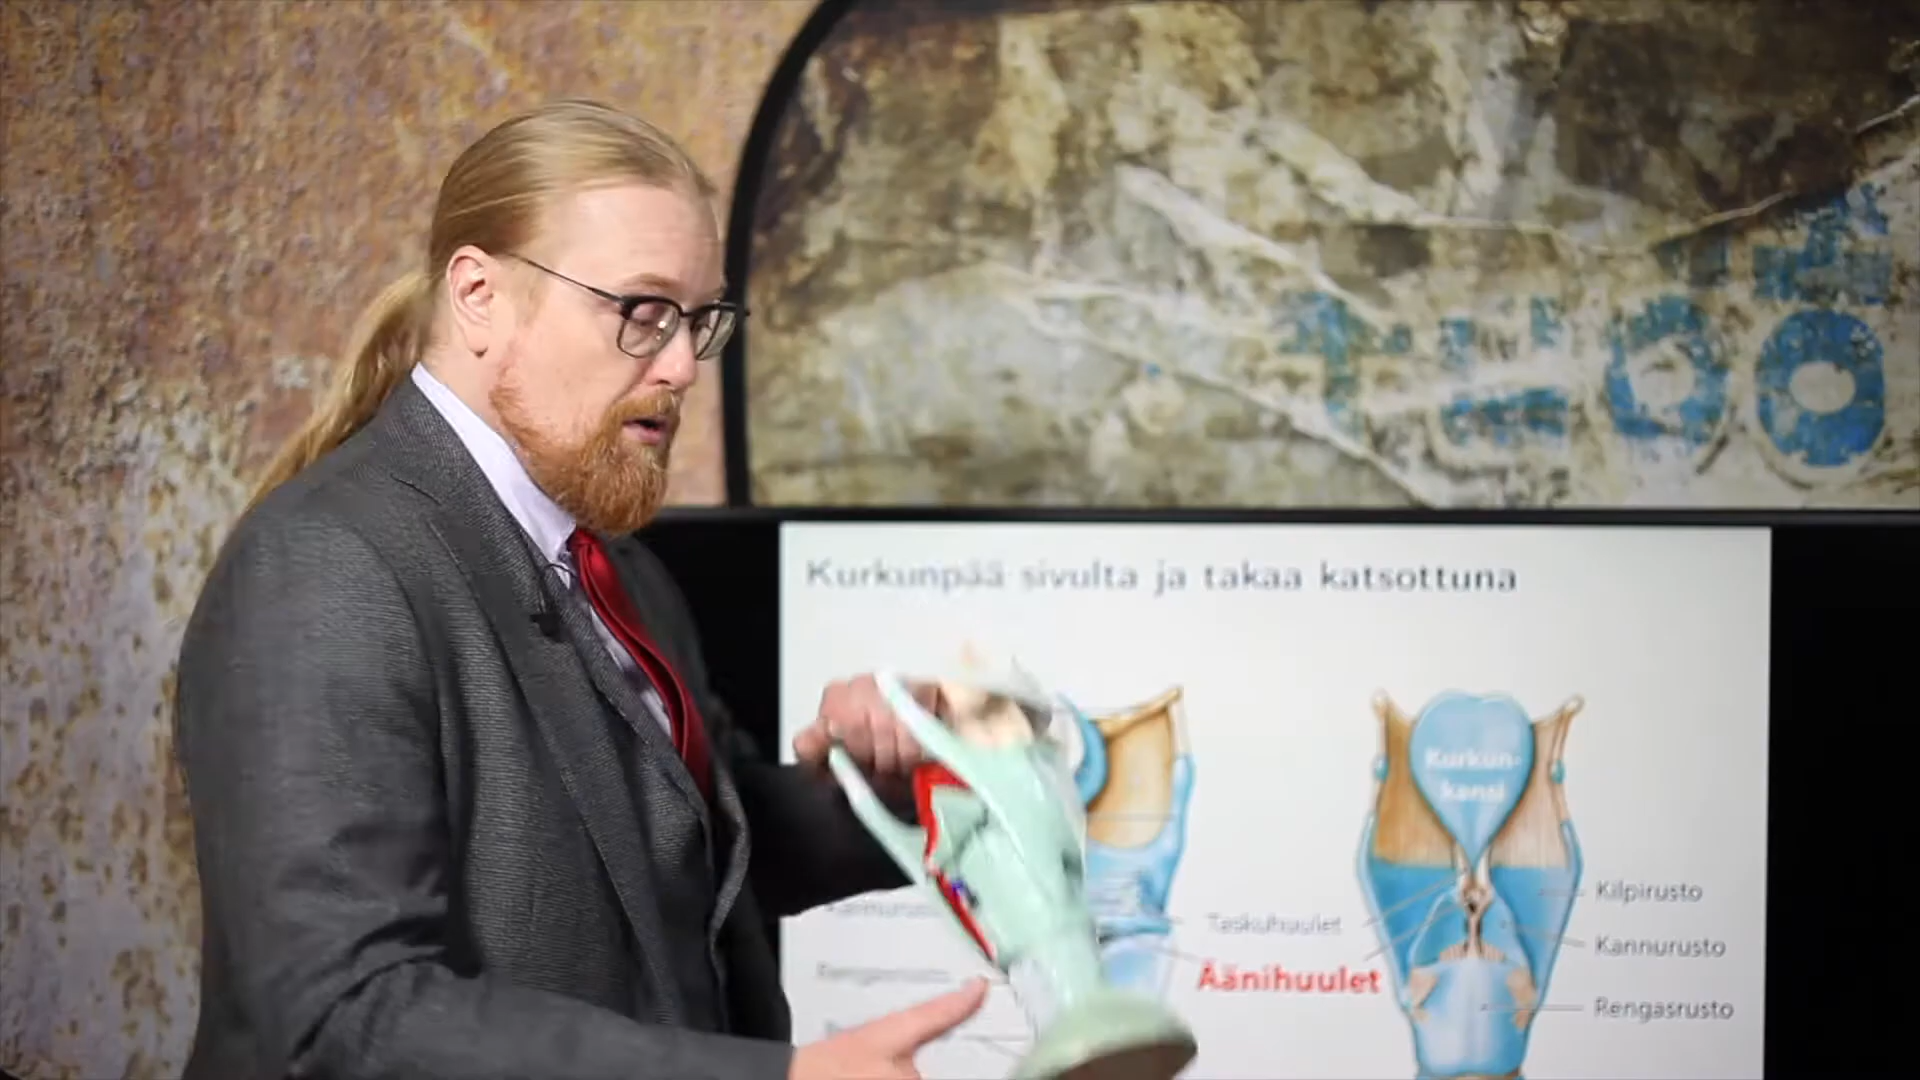 Kurkunpää sivulta ja takaa katsottuna
Kurkun-
kansi
Kilpirusto
Taskuhuulet
Kannurusto
Äänihuulet
Rengasrusto